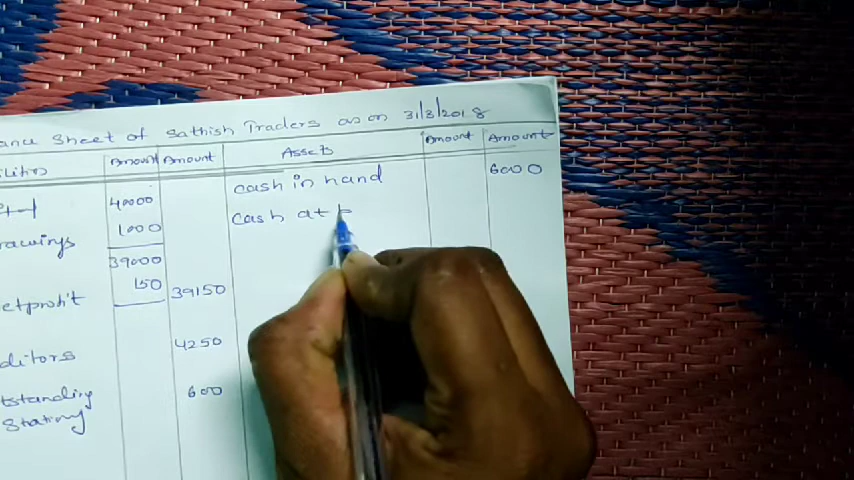 ance Sheet of Sathish Traders as on 31/3/2018
Amount Amount Assets Amount Amount
40000 cash in hand 6000
rawings 1000 cash at b
39000
etprofit 150 39150
ditors 4250
tstanding 600